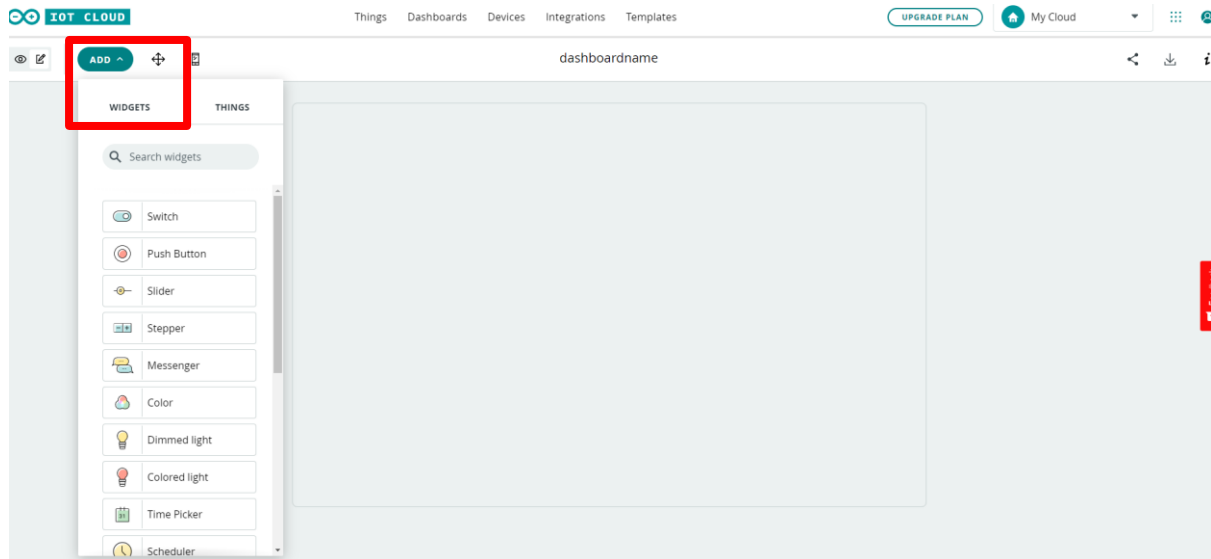 IOT CLOUD
Things Dashboards Devices Integrations Templates
UPGRADE PLAN
My Cloud
ADD
dashboardname
WIDGETS THINGS
Search widgets
Switch
Push Button
Slider
Stepper
Messenger
Color
Dimmed light
Colored light
Time Picker
Scheduler